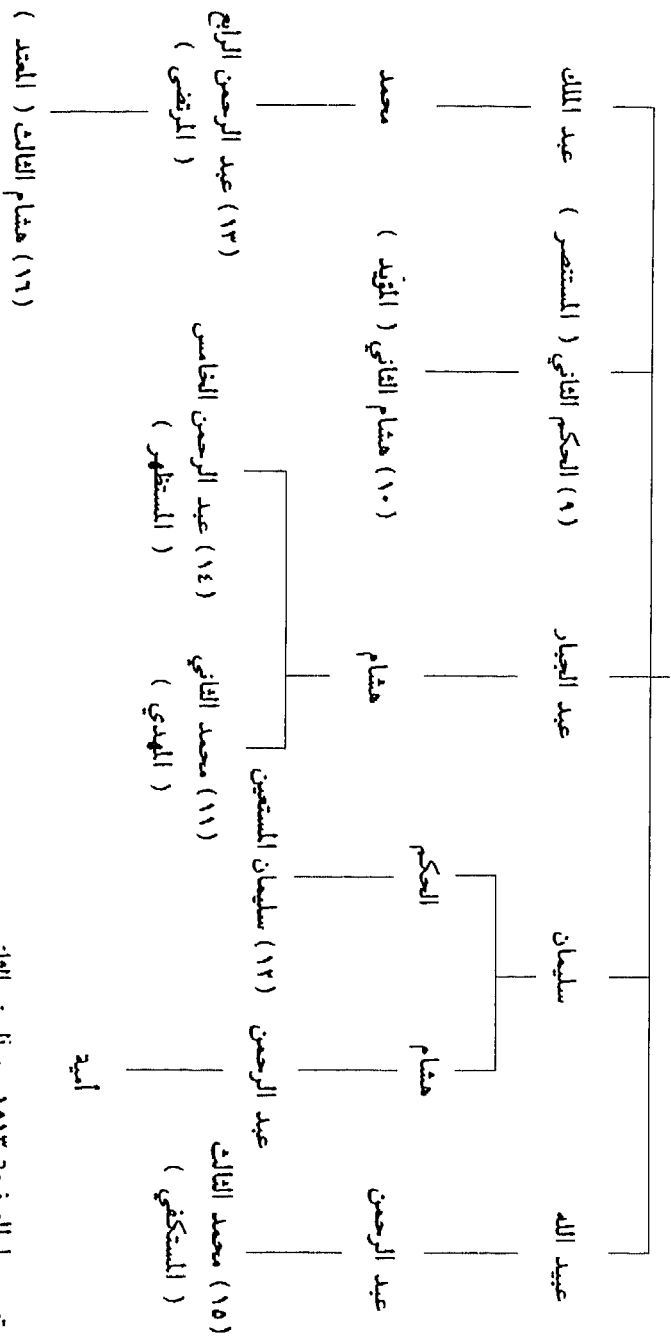 عبيد الله
سليمان
عبد الجبار
(٩) الحكم الثاني ( المستنصر )
عبد الملك
عبد الرحمن
هشام
الحكم
هشام
(١٠) هشام الثاني ( المؤيد )
محمد
(١٥) محمد الثالث
( المستكفي )
عبد الرحمن
(١٢) سليمان المستعين
(١١) محمد الثاني
( المهدي )
(١٤) عبد الرحمن الخامس
( المستظهر )
(١٣) عبد الرحمن الرابع
( المرتضى )
أمية
(١٦) هشام الثالث ( المعتد )